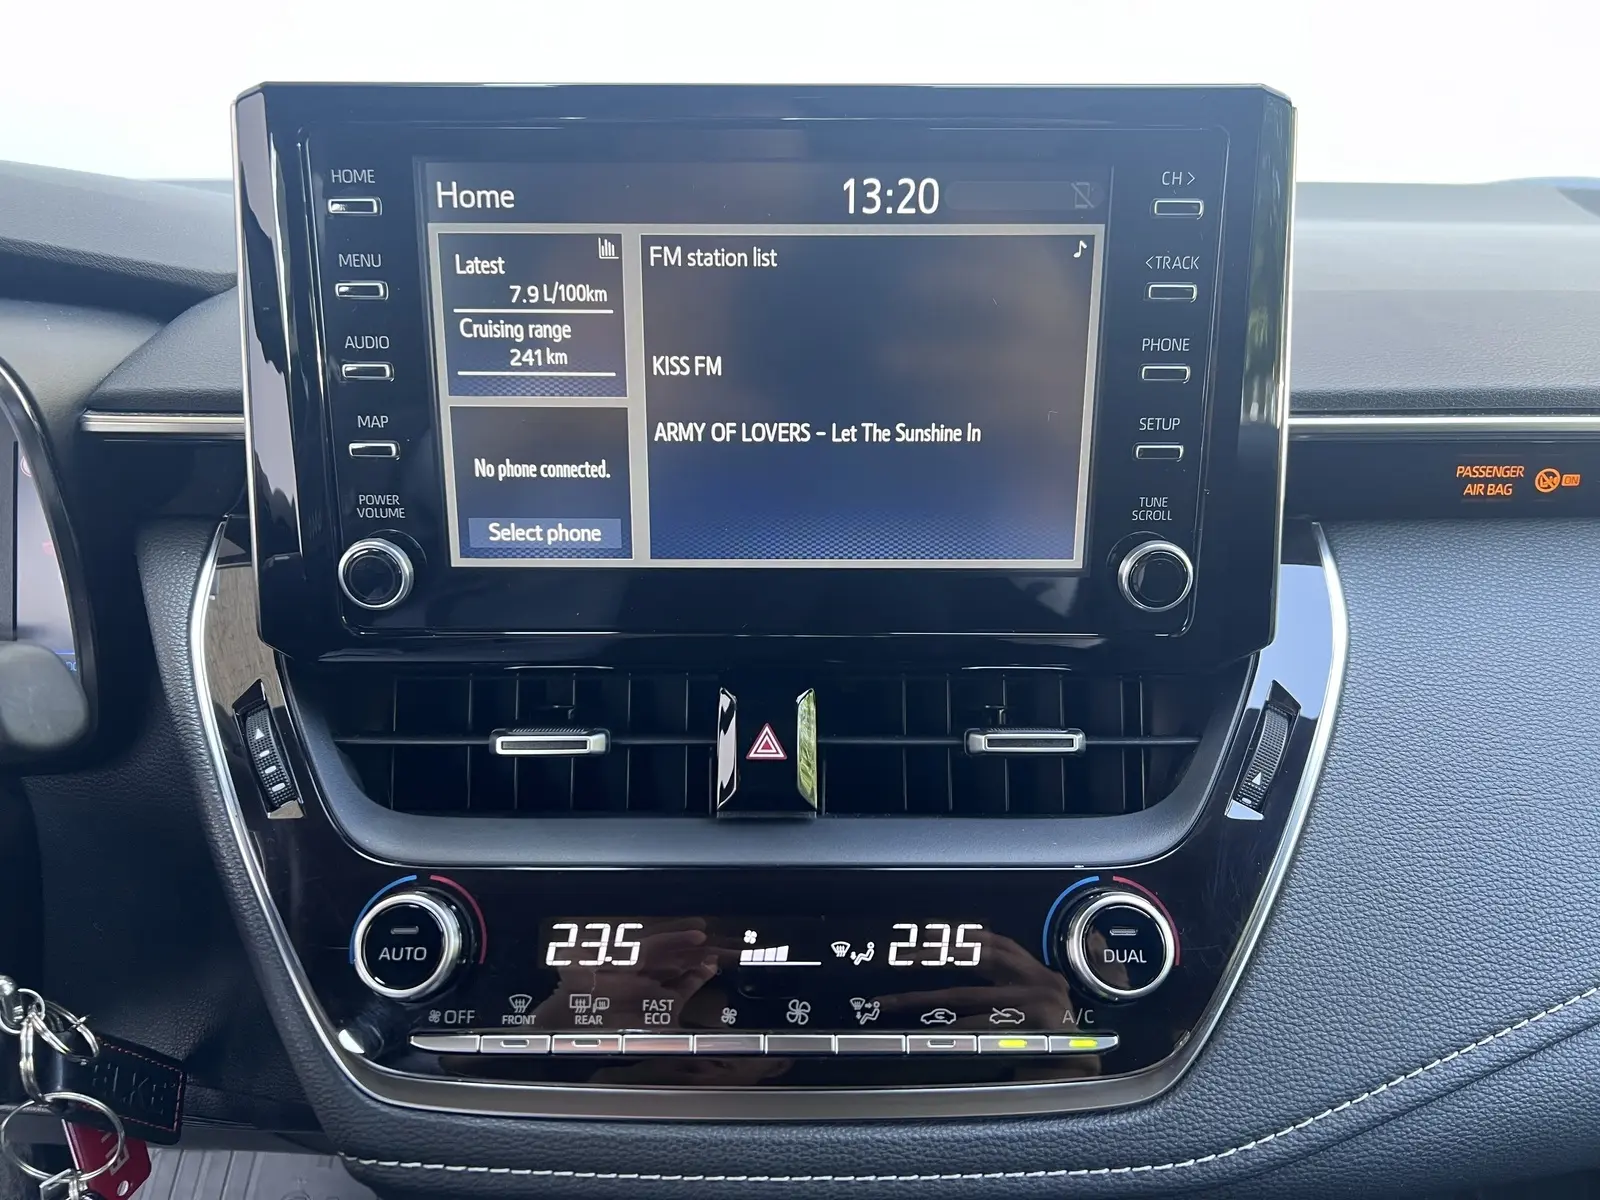 HOME
MENU
AUDIO
MAP
POWER
VOLUME
Home
13:20
Latest
7.9 L/100km
Cruising range
241 km
No phone connected.
Select phone
FM station list
KISS FM
ARMY OF LOVERS – Let The Sunshine In
CH >
< TRACK
PHONE
SETUP
TUNE
SCROLL
PASSENGER
AIR BAG
ON
AUTO
23.5
23.5
DUAL
OFF
FRONT
REAR
FAST
ECO
A/C